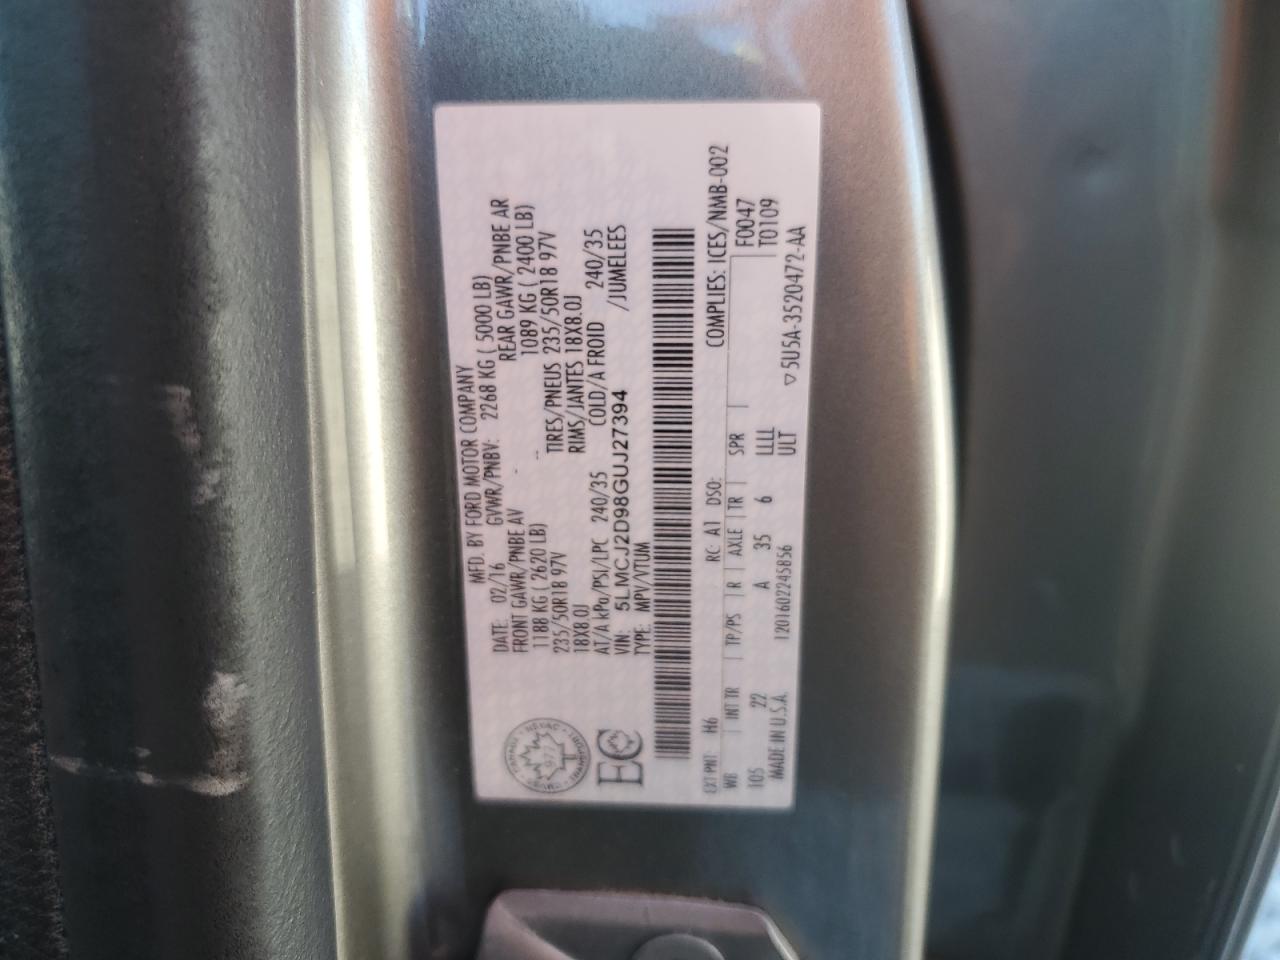 MFD. BY FORD MOTOR COMPANY
DATE: 02/16 GVWR/PNBV: 2268 KG ( 5000 LB)
FRONT GAWR/PNBE AV - REAR GAWR/PNBE AR
1188 KG ( 2620 LB) -- 1089 KG ( 2400 LB)
235/50R18 97V TIRES/PNEUS 235/50R18 97V
18X8.0J RIMS/JANTES 18X8.0J
AT/A kPa/PSI/LPC 240/35 COLD/A FROID 240/35
VIN: 5LMCJ2D98GUJ27394 /JUMELEES
TYPE: MPV/VTUM
EC
EXT PNT: H6 RC: A1 DSO: COMPLIES: ICES/NMB-002
WB INT TR TP/PS R AXLE TR SPR F0047
105 22 A 35 6 LLLL T0109
MADE IN U.S.A. 1201602245856 ULT ▽5U5A-3520472-AA